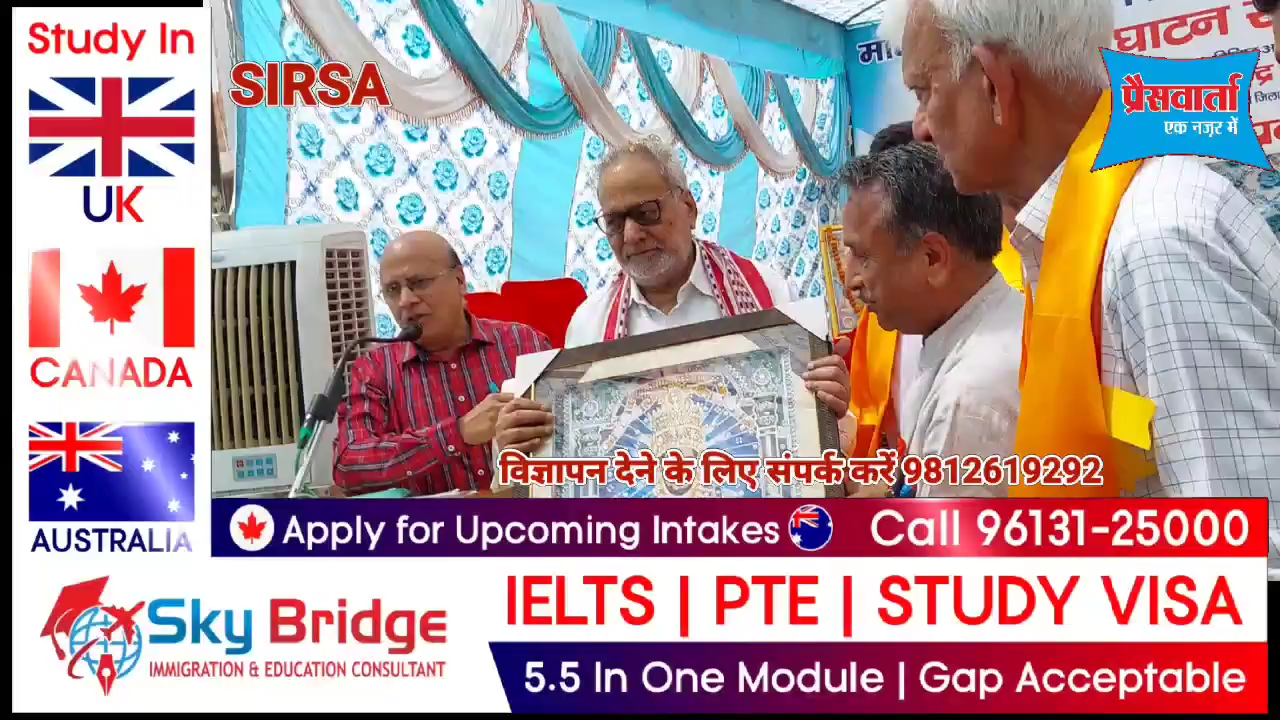 Study In
UK
CANADA
AUSTRALIA
SIRSA
घाटन
प्रैसवार्ता
एक नज़र में
विज्ञापन देने के लिए संपर्क करें 9812619292
Apply for Upcoming Intakes
Call 96131-25000
Sky Bridge
IMMIGRATION & EDUCATION CONSULTANT
IELTS | PTE | STUDY VISA
5.5 In One Module | Gap Acceptable